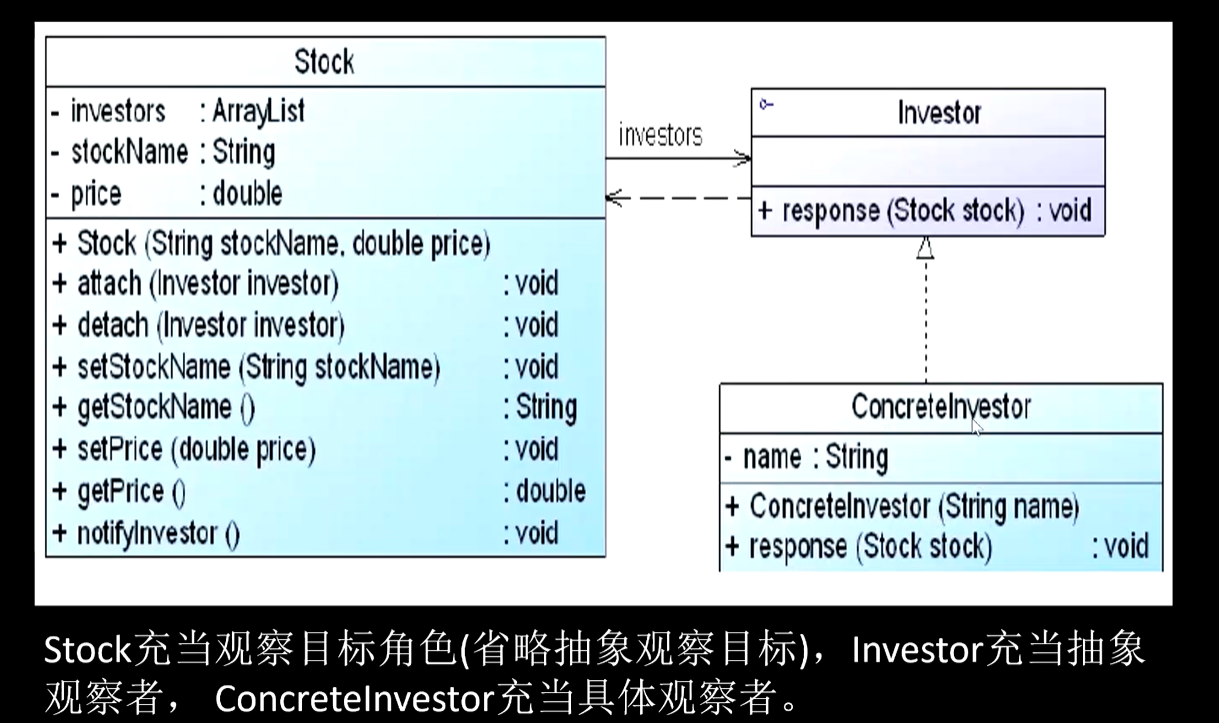 Stock
- investors : ArrayList
- stockName : String
- price : double
+ Stock (String stockName, double price)
+ attach (Investor investor) : void
+ detach (Investor investor) : void
+ setStockName (String stockName) : void
+ getStockName () : String
+ setPrice (double price) : void
+ getPrice () : double
+ notifyInvestor () : void
investors
Investor
+ response (Stock stock) : void
ConcreteInvestor
- name : String
+ ConcreteInvestor (String name)
+ response (Stock stock) : void
Stock充当观察目标角色(省略抽象观察目标)，Investor充当抽象
观察者， ConcreteInvestor充当具体观察者。